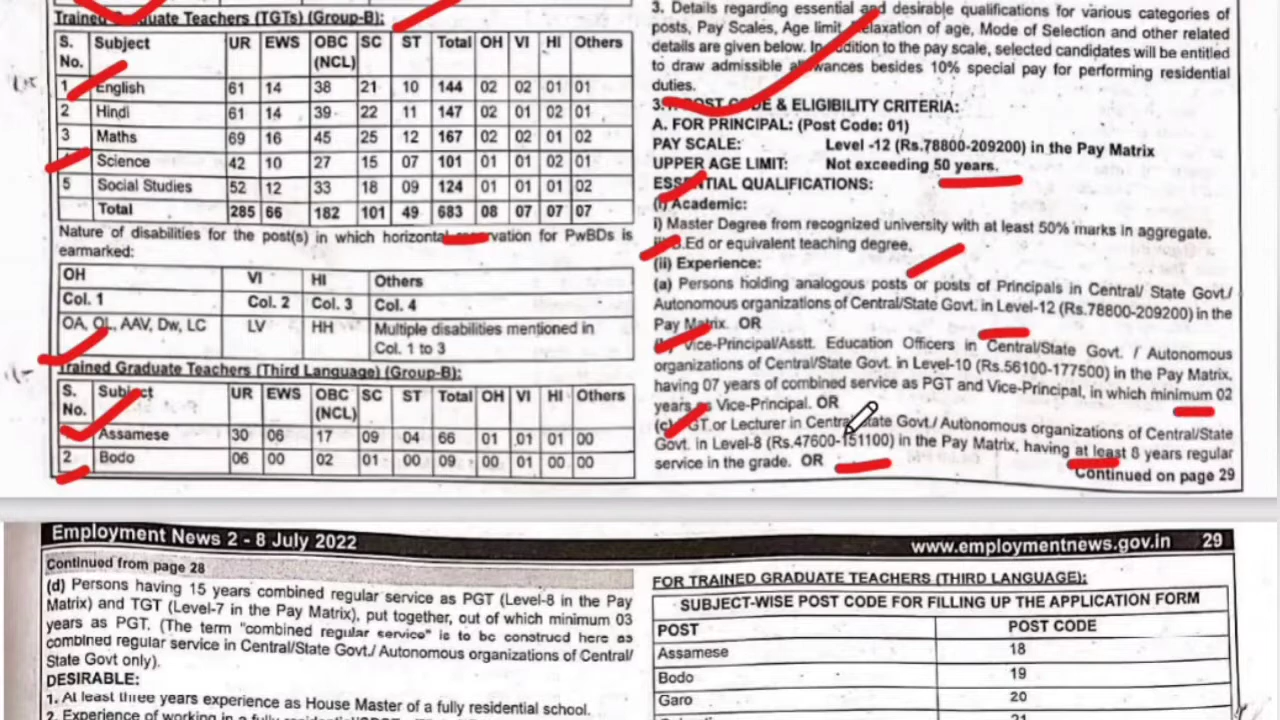 Trained Graduate Teachers (TGTs) (Group-B):
S. No. Subject UR EWS OBC (NCL) SC ST Total OH VI HI Others
1 English 61 14 38 21 10 144 02 02 01 01
2 Hindi 61 14 39 22 11 147 02 01 02 01
3 Maths 69 16 45 25 12 167 02 02 01 02
Science 42 10 27 15 07 101 01 01 02 01
5 Social Studies 52 12 33 18 09 124 01 01 01 02
Total 285 66 182 101 49 683 08 07 07 07
Nature of disabilities for the post(s) in which horizontal reservation for PwBDs is
earmarked:
OH VI HI Others
Col. 1 Col. 2 Col. 3 Col. 4
OA, OL, AAV, Dw, LC LV HH Multiple disabilities mentioned in
Col. 1 to 3
Trained Graduate Teachers (Third Language) (Group-B):
S. No. Subject UR EWS OBC (NCL) SC ST Total OH VI HI Others
Assamese 30 06 17 09 04 66 01 01 01 00
2 Bodo 06 00 02 01 00 09 00 01 00 00
3. Details regarding essential and desirable qualifications for various categories of
posts, Pay Scales, Age limit, Relaxation of age, Mode of Selection and other related
details are given below. In addition to the pay scale, selected candidates will be entitled
to draw admissible allowances besides 10% special pay for performing residential
duties.
POST CODE & ELIGIBILITY CRITERIA:
A. FOR PRINCIPAL: (Post Code: 01)
PAY SCALE: Level -12 (Rs.78800-209200) in the Pay Matrix
UPPER AGE LIMIT: Not exceeding 50 years.
ESSENTIAL QUALIFICATIONS:
(i) Academic:
i) Master Degree from recognized university with at least 50% marks in aggregate.
B.Ed or equivalent teaching degree.
(ii) Experience:
(a) Persons holding analogous posts or posts of Principals in Central/ State Govt./
Autonomous organizations of Central/State Govt. in Level-12 (Rs.78800-209200) in the
Pay Matrix. OR
Vice-Principal/Asstt. Education Officers in Central/State Govt. / Autonomous
organizations of Central/State Govt. in Level-10 (Rs.56100-177500) in the Pay Matrix,
having 07 years of combined service as PGT and Vice-Principal, in which minimum 02
years as Vice-Principal. OR
(c) PGT or Lecturer in Central/State Govt./ Autonomous organizations of Central/State
Govt. in Level-8 (Rs.47600-151100) in the Pay Matrix, having at least 8 years regular
service in the grade. OR
Continued on page 29
Employment News 2 - 8 July 2022 www.employmentnews.gov.in 29
Continued from page 28
(d) Persons having 15 years combined regular service as PGT (Level-8 in the Pay
Matrix) and TGT (Level-7 in the Pay Matrix), put together, out of which minimum 03
years as PGT. (The term "combined regular service" is to be construed here as
combined regular service in Central/State Govt./ Autonomous organizations of Central/
State Govt only).
DESIRABLE:
1. At least three years experience as House Master of a fully residential school.
2. Experience of working in a fully
FOR TRAINED GRADUATE TEACHERS (THIRD LANGUAGE):
SUBJECT-WISE POST CODE FOR FILLING UP THE APPLICATION FORM
POST POST CODE
Assamese 18
Bodo 19
Garo 20
21